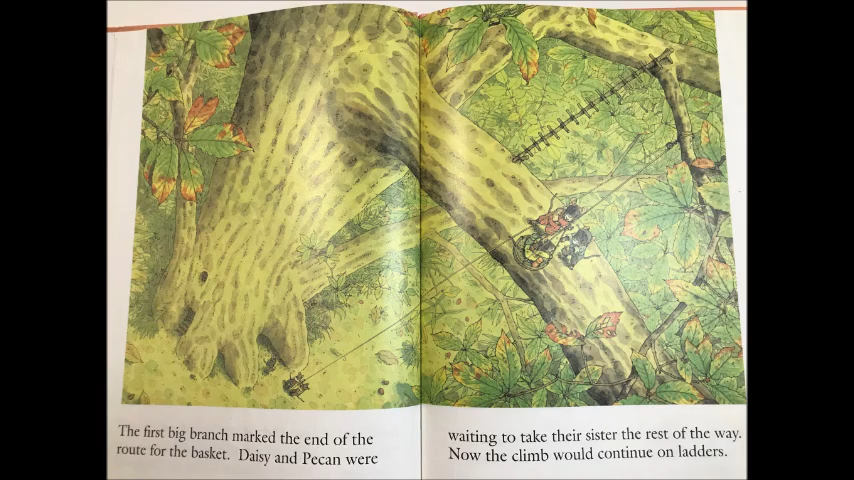 The first big branch marked the end of the
route for the basket. Daisy and Pecan were
waiting to take their sister the rest of the way.
Now the climb would continue on ladders.